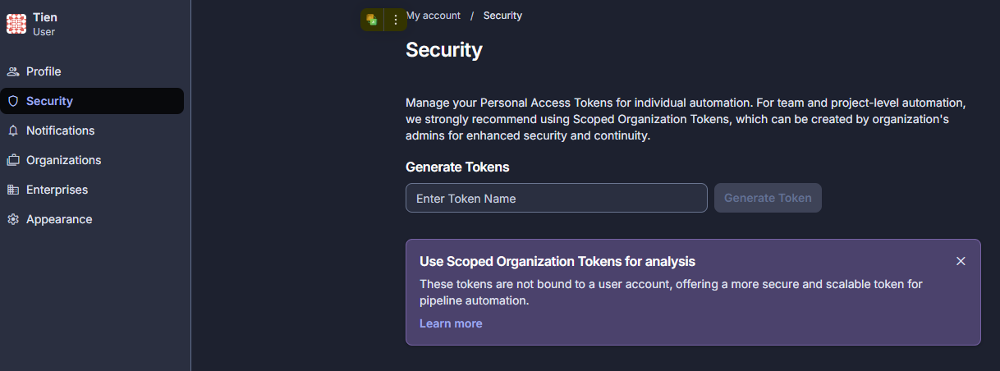 Tien
User
Profile
Security
Notifications
Organizations
Enterprises
Appearance
My account / Security
Security
Manage your Personal Access Tokens for individual automation. For team and project-level automation,
we strongly recommend using Scoped Organization Tokens, which can be created by organization's
admins for enhanced security and continuity.
Generate Tokens
Enter Token Name
Generate Token
Use Scoped Organization Tokens for analysis
These tokens are not bound to a user account, offering a more secure and scalable token for
pipeline automation.
Learn more